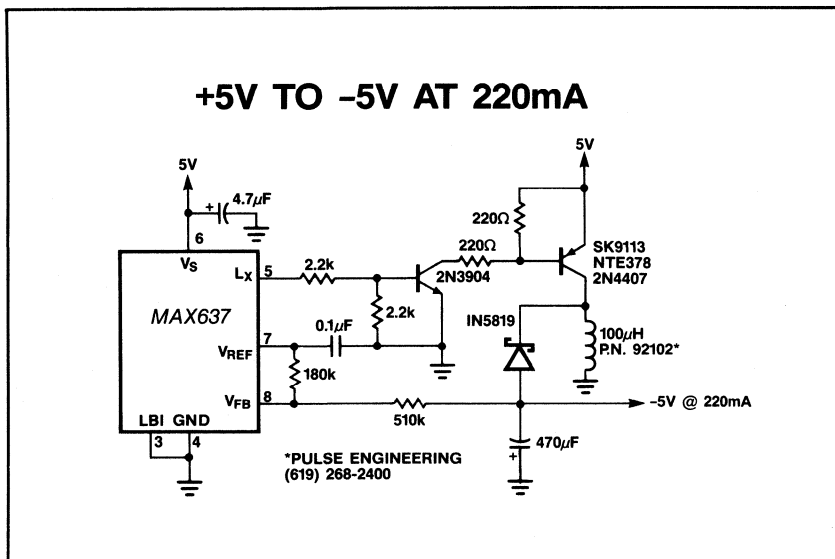 +5V TO –5V AT 220mA
5V
+ 4.7µF
6
VS
LX 5
2.2k
2.2k
2N3904
220Ω
220Ω
5V
SK9113
NTE378
2N4407
MAX637
VREF 7
0.1µF
180k
VFB 8
510k
IN5819
100µH
P.N. 92102*
–5V @ 220mA
470µF
+
LBI GND
3 4
*PULSE ENGINEERING
(619) 268-2400